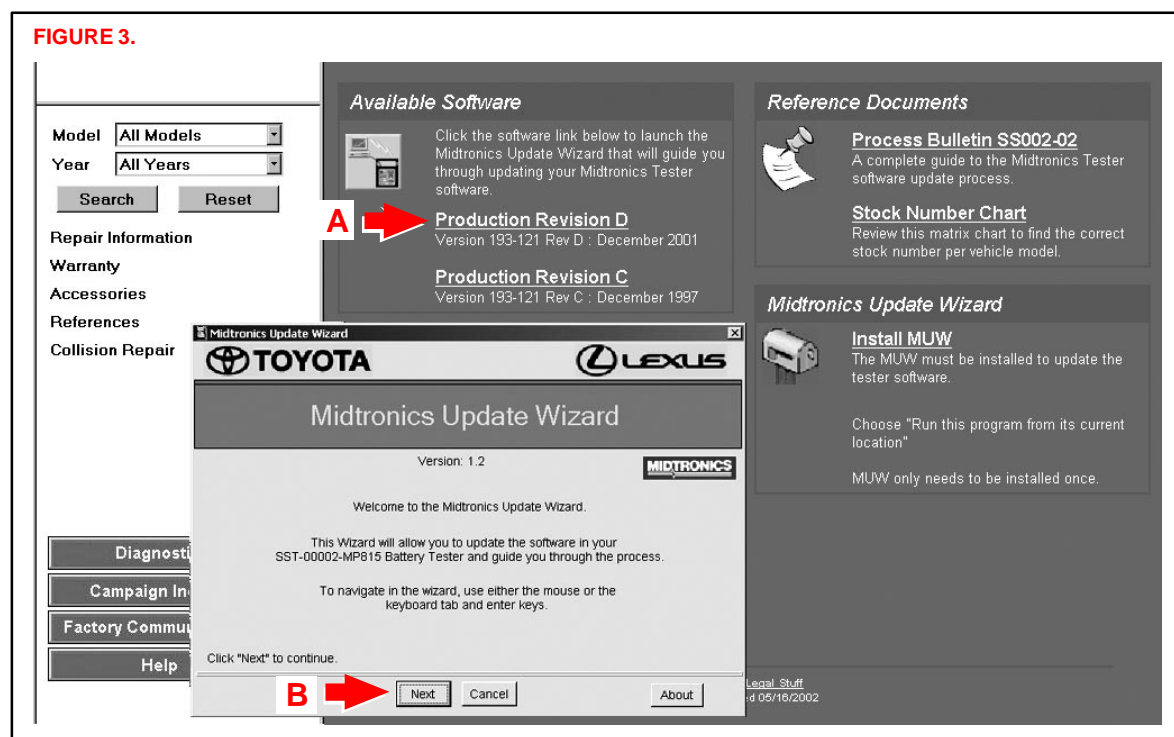 FIGURE 3.
Model All Models
Year All Years
Search Reset
Repair Information
Warranty
Accessories
References
Collision Repair
Campaign In
Factory Commu
Help
Available Software
Click the software link below to launch the
Midtronics Update Wizard that will guide you
through updating your Midtronics Tester
software.
A
Production Revision D
Version 193-121 Rev D : December 2001
Production Revision C
Version 193-121 Rev C : December 1997
Reference Documents
Process Bulletin SS002-02
A complete guide to the Midtronics Tester
software update process.
Stock Number Chart
Review this matrix chart to find the correct
stock number per vehicle model.
Midtronics Update Wizard
Install MUW
The MUW must be installed to update the
tester software.
Choose "Run this program from its current
location"
MUW only needs to be installed once.
Midtronics Update Wizard
TOYOTA LEXUS
Midtronics Update Wizard
Version: 1.2
MIDTRONICS
Welcome to the Midtronics Update Wizard.
This Wizard will allow you to update the software in your
SST-00002-MP815 Battery Tester and guide you through the process.
To navigate in the wizard, use either the mouse or the
keyboard tab and enter keys.
Click "Next" to continue.
B
Next Cancel About
Legal Stuff
05/16/2002